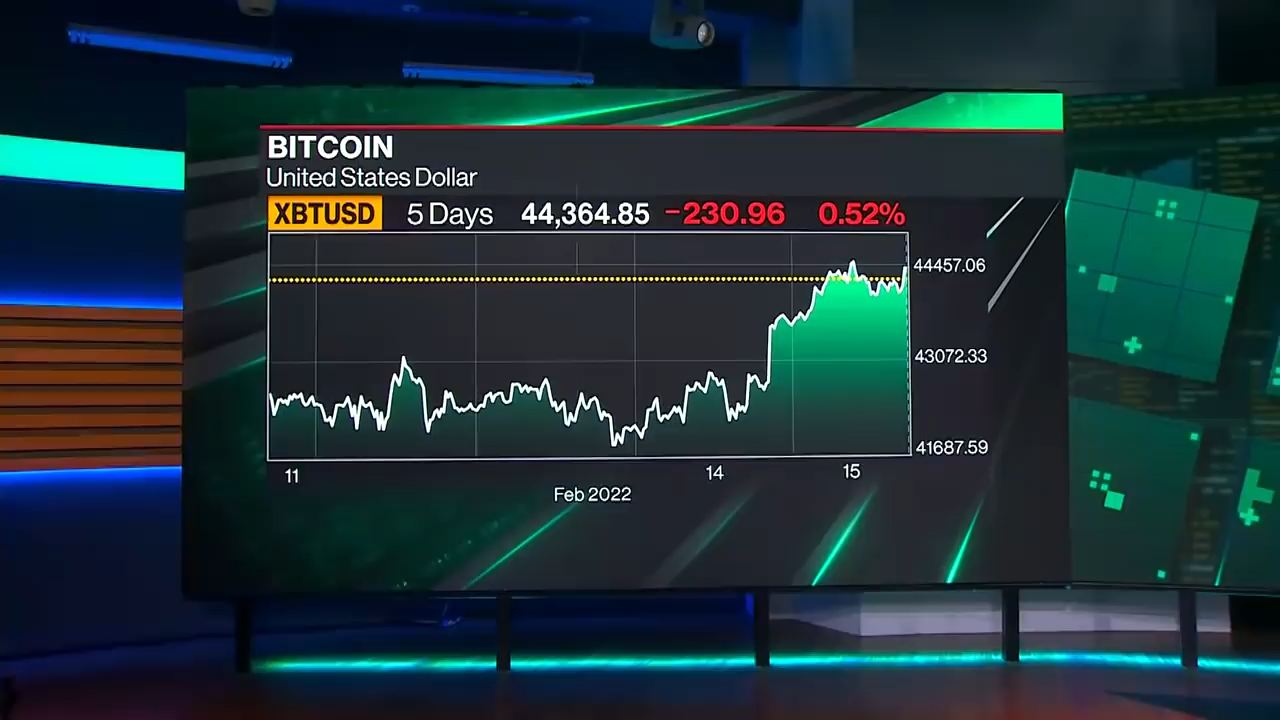 BITCOIN
United States Dollar
XBTUSD 5 Days 44,364.85 -230.96 0.52%
44457.06
43072.33
41687.59
11 14 15
Feb 2022